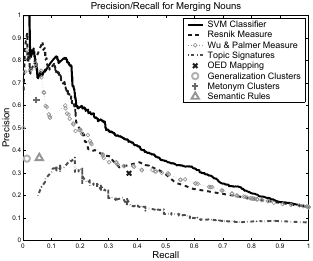 Precision/Recall for Merging Nouns
SVM Classifier
Resnik Measure
Wu & Palmer Measure
Topic Signatures
OED Mapping
Generalization Clusters
Metonym Clusters
Semantic Rules
Precision
1
0.9
0.8
0.7
0.6
0.5
0.4
0.3
0.2
0.1
0
0 0.1 0.2 0.3 0.4 0.5 0.6 0.7 0.8 0.9 1
Recall